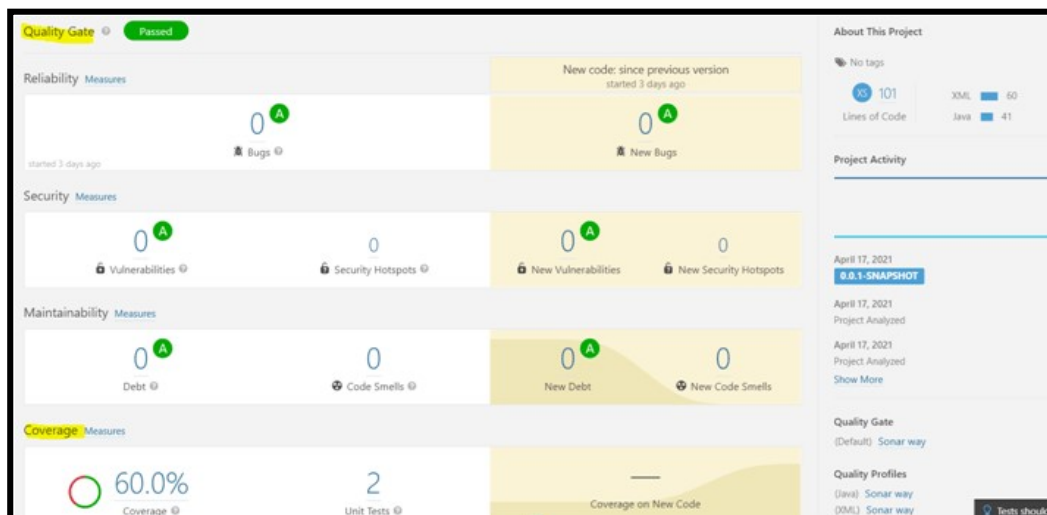 Quality Gate Passed
Reliability Measures
New code: since previous version
started 3 days ago
0 A
Bugs
started 3 days ago
0 A
New Bugs
Security Measures
0 A
Vulnerabilities
0
Security Hotspots
0 A
New Vulnerabilities
0
New Security Hotspots
Maintainability Measures
0 A
Debt
0
Code Smells
0 A
New Debt
0
New Code Smells
Coverage Measures
60.0%
Coverage
2
Unit Tests
—
Coverage on New Code
About This Project
No tags
XS 101
Lines of Code
XML 60
Java 41
Project Activity
April 17, 2021
0.0.1-SNAPSHOT
April 17, 2021
Project Analyzed
April 17, 2021
Project Analyzed
Show More
Quality Gate
(Default) Sonar way
Quality Profiles
(Java) Sonar way
(XML) Sonar way
Tests should